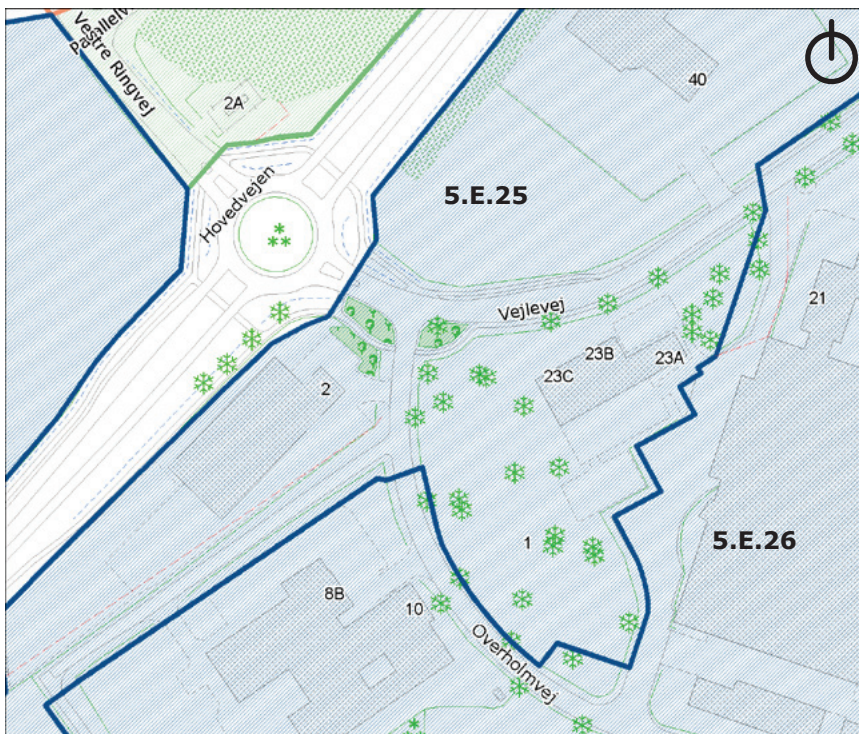 Parallelv
Vestre Ringvej
2A
40
Hovedvejen
5.E.25
Vejlevej
21
23A
23B
23C
2
1
5.E.26
8B
10
Overholmvej